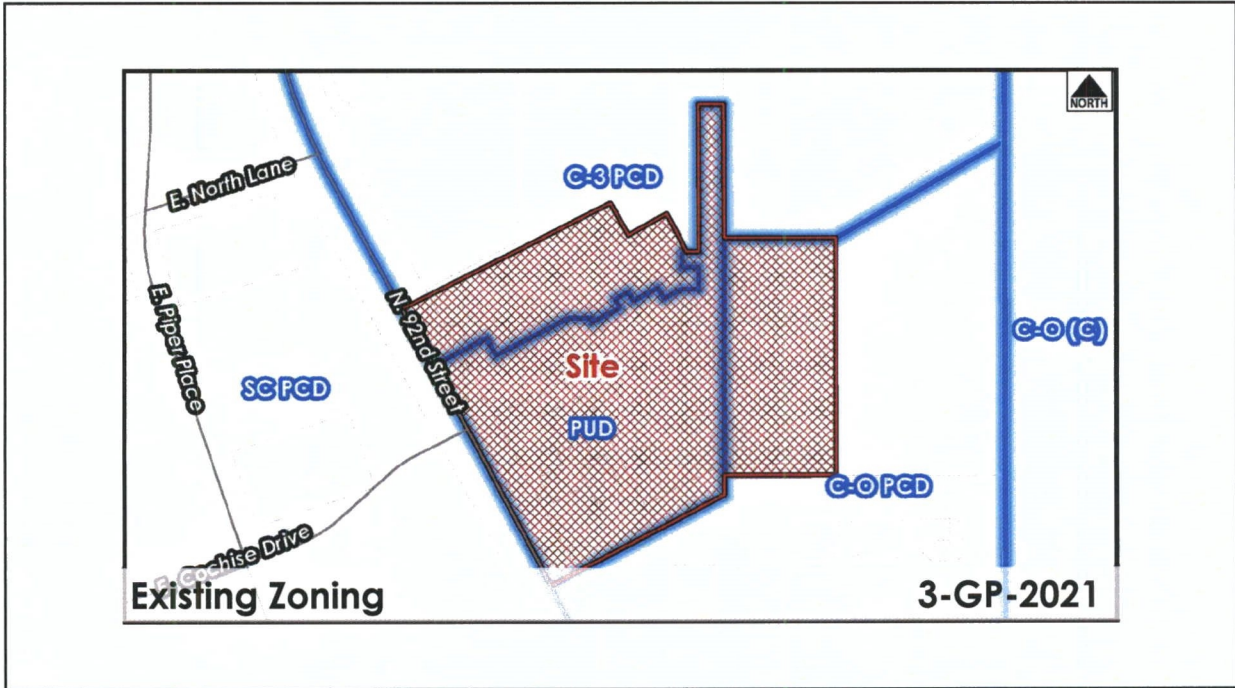 NORTH
E. North Lane
C-3 PCD
E. Piper Place
N. 92nd Street
C-O (C)
Site
SC PCD
PUD
C-O PCD
E. Cochise Drive
Existing Zoning
3-GP-2021